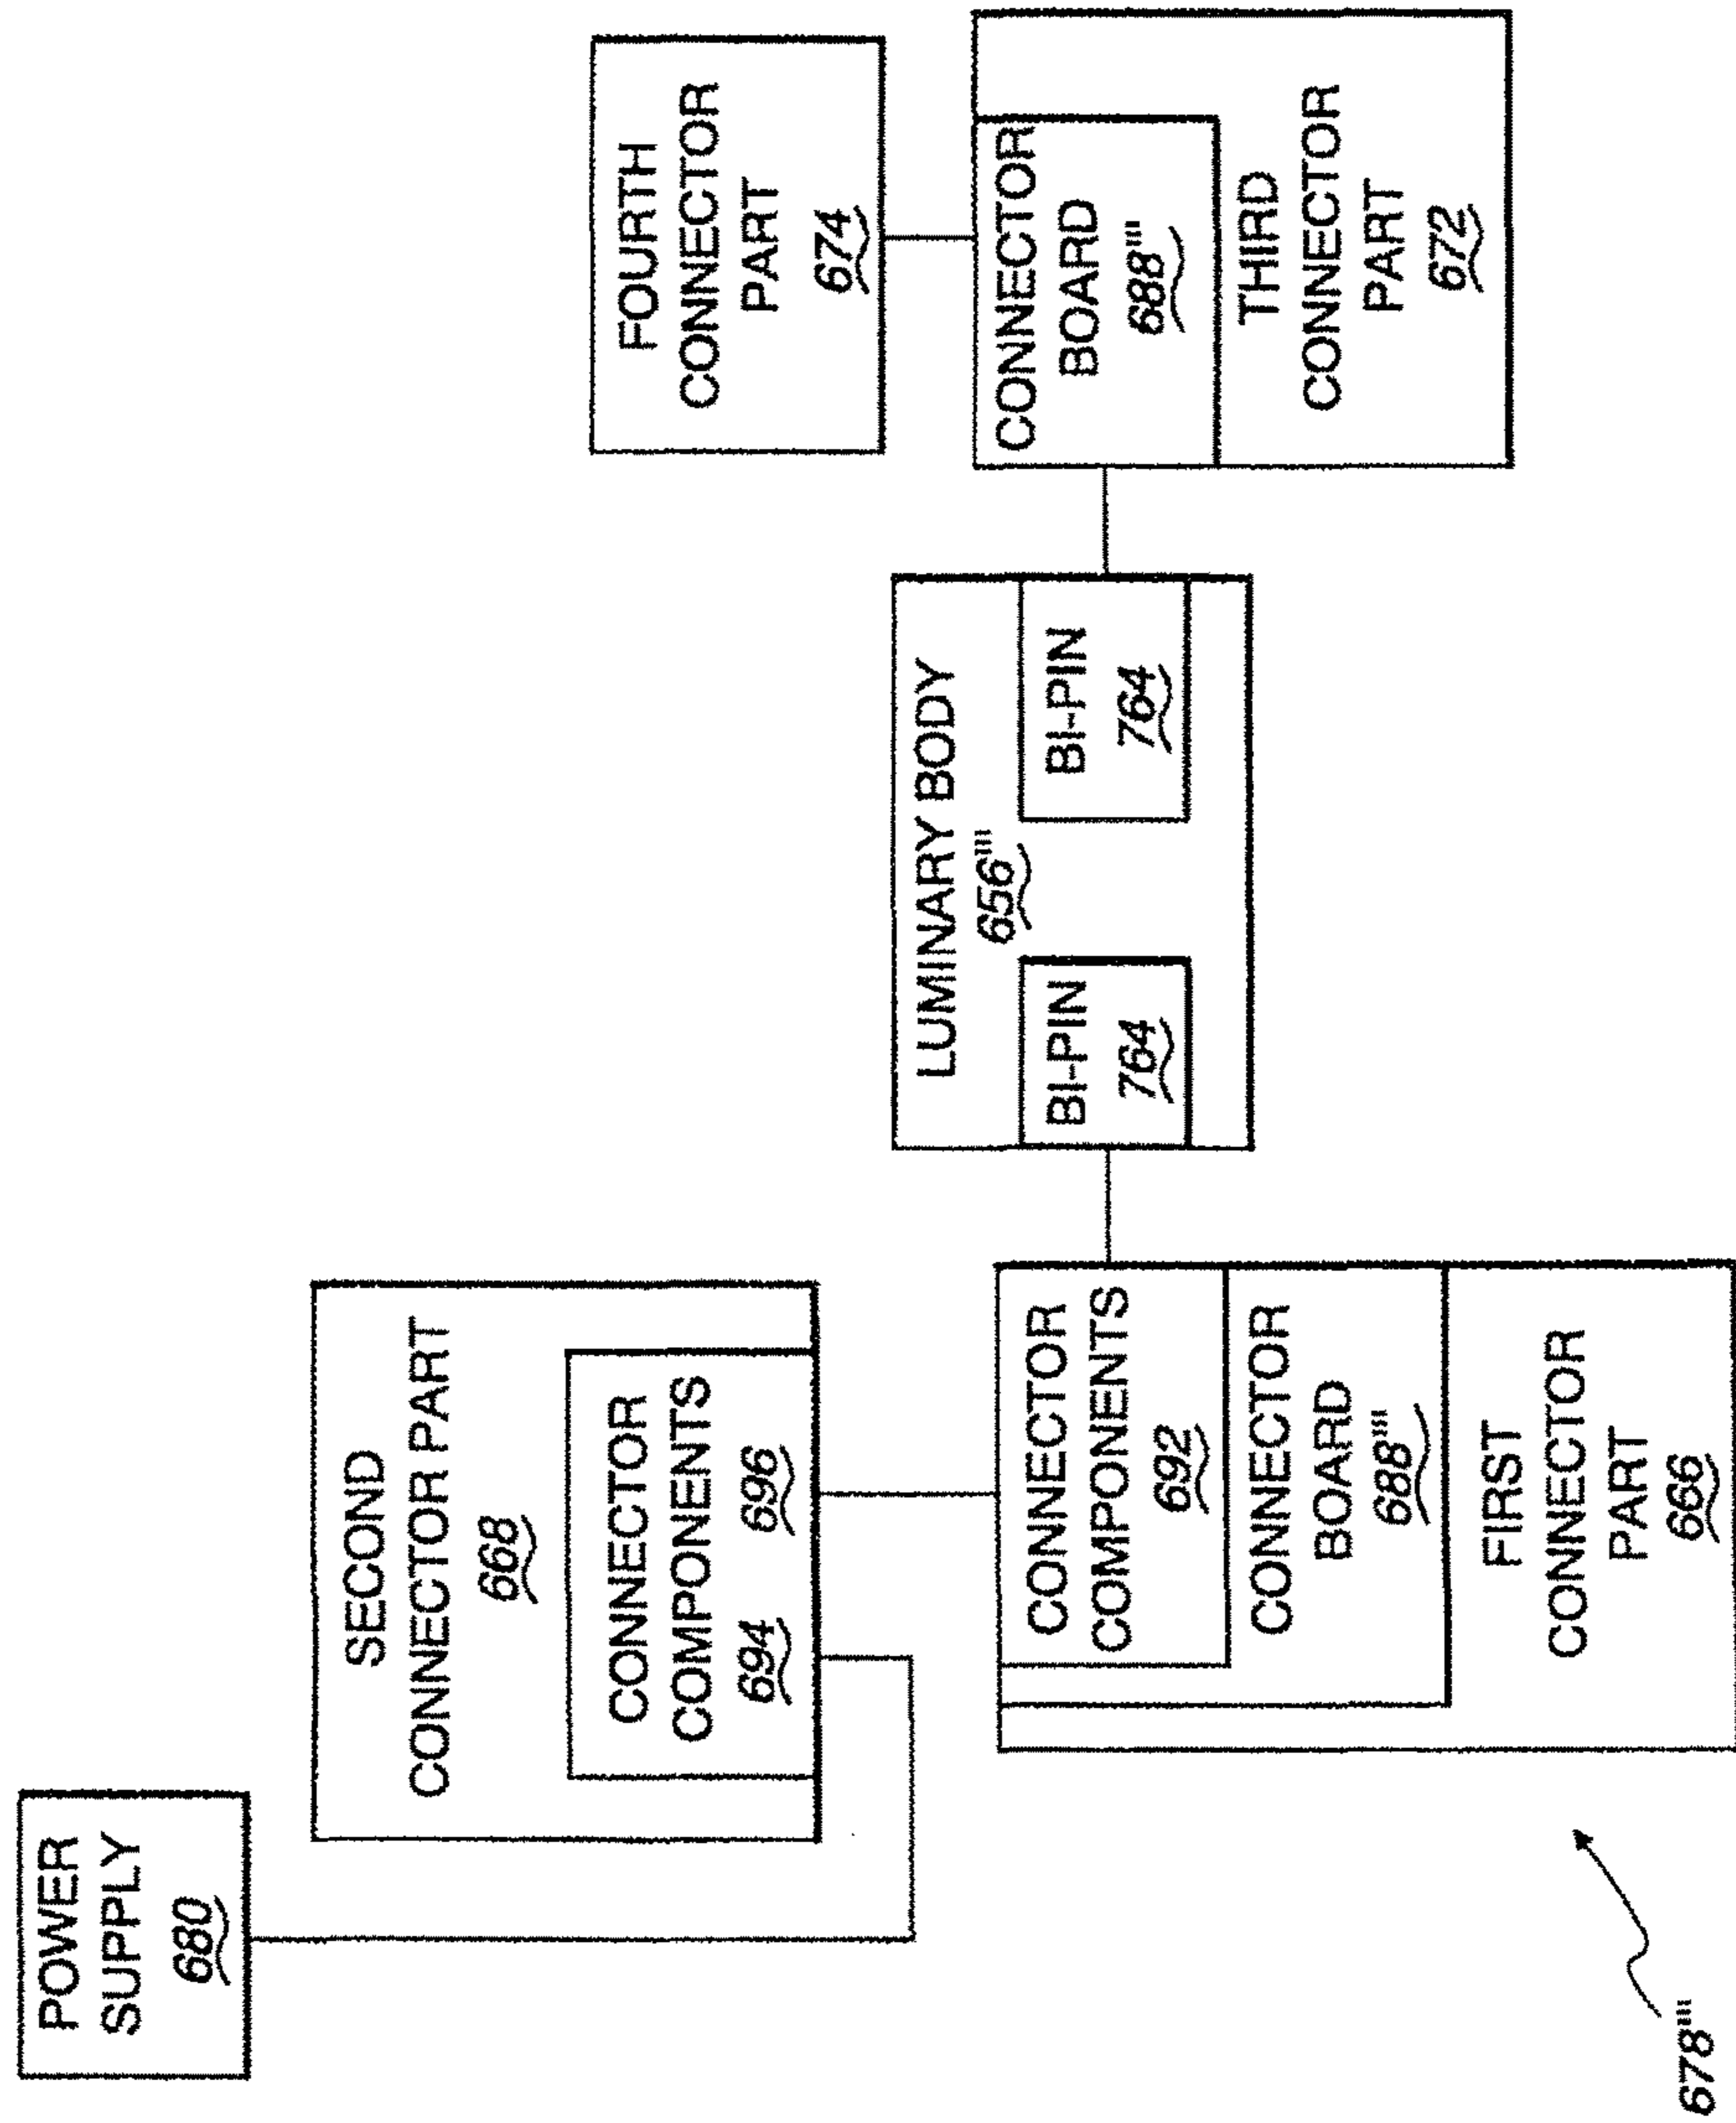 POWER
SUPPLY
680
SECOND
CONNECTOR PART
668
CONNECTOR
COMPONENTS
694 696
CONNECTOR
COMPONENTS
692
CONNECTOR
BOARD
688''''
FIRST
CONNECTOR
PART
666
LUMINARY BODY
656''''
BI-PIN
764
BI-PIN
764
FOURTH
CONNECTOR
PART
674
CONNECTOR
BOARD
688''''
THIRD
CONNECTOR
PART
672
678''''